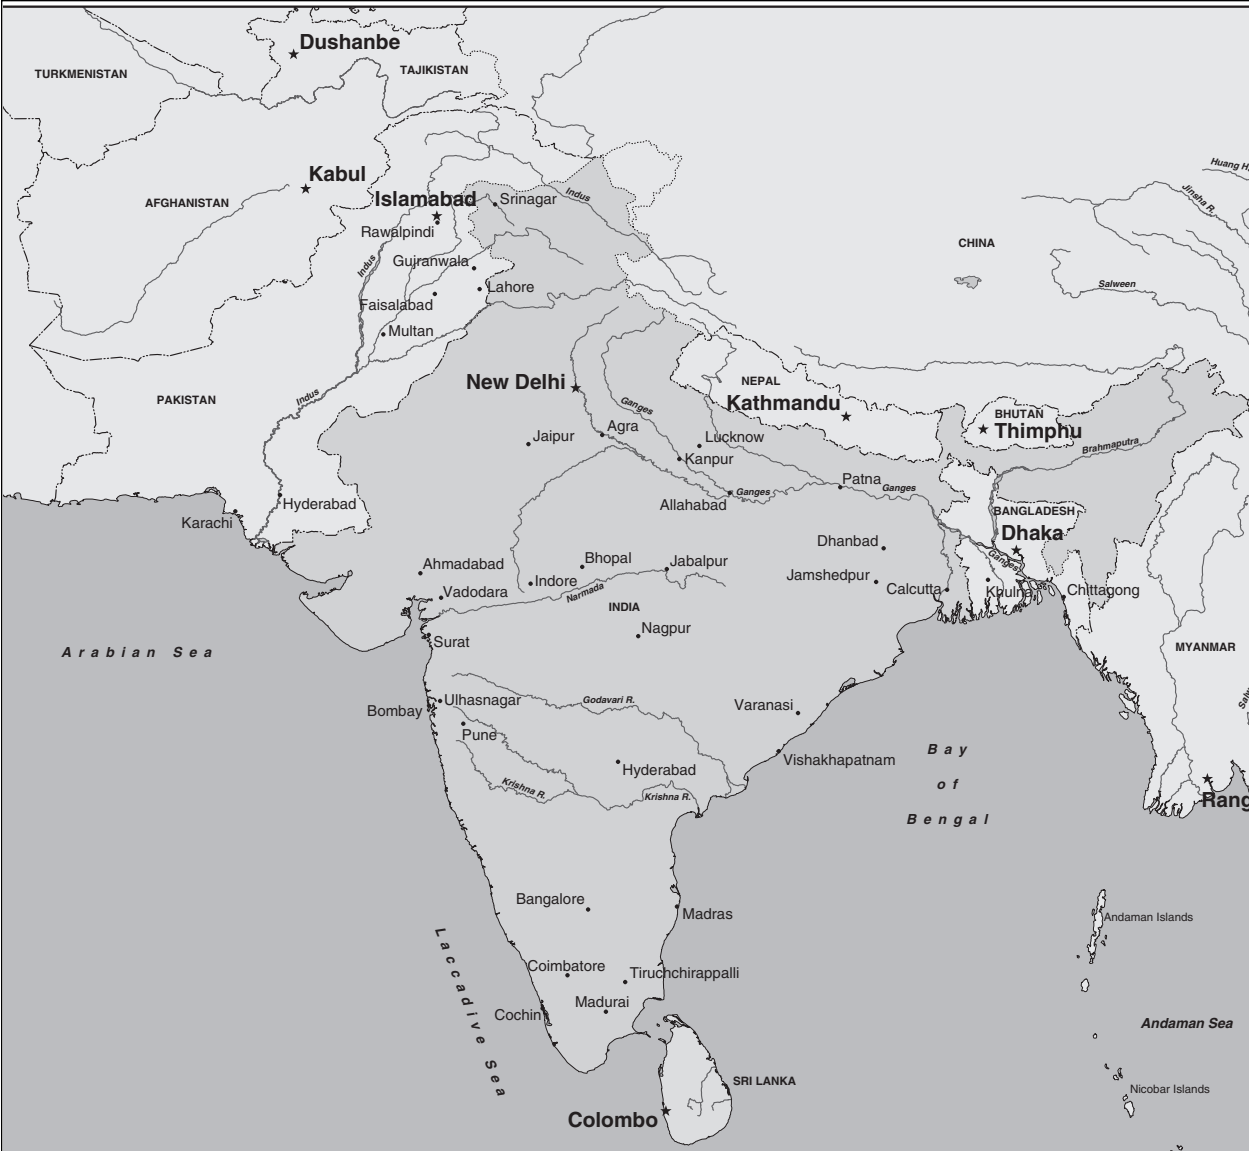 Dushanbe
TURKMENISTAN
TAJIKISTAN
Huang H.
Kabul
Jinsha R.
Islamabad
Indus
Srinagar
AFGHANISTAN
Rawalpindi
CHINA
Indus
Gujranwala
Salween
Lahore
Faisalabad
Multan
New Delhi
NEPAL
Indus
PAKISTAN
Kathmandu
Ganges
BHUTAN
Thimphu
Jaipur
Agra
Lucknow
Brahmaputra
Kanpur
Patna
Ganges
Ganges
Hyderabad
Allahabad
BANGLADESH
Karachi
Dhaka
Dhanbad
Ganges
Ahmadabad
Bhopal
Jabalpur
Jamshedpur
Indore
Calcutta
Khulna
Chittagong
Vadodara
Narmada
INDIA
Nagpur
Surat
Arabian Sea
MYANMAR
Ulhasnagar
Godavari R.
Bombay
Varanasi
Pune
Bay
of
Bengal
Vishakhapatnam
Hyderabad
Krishna R.
Krishna R.
Rang
Bangalore
Madras
Andaman Islands
Laccadive Sea
Coimbatore
Tiruchchirappalli
Madurai
Cochin
Andaman Sea
SRI LANKA
Nicobar Islands
Colombo